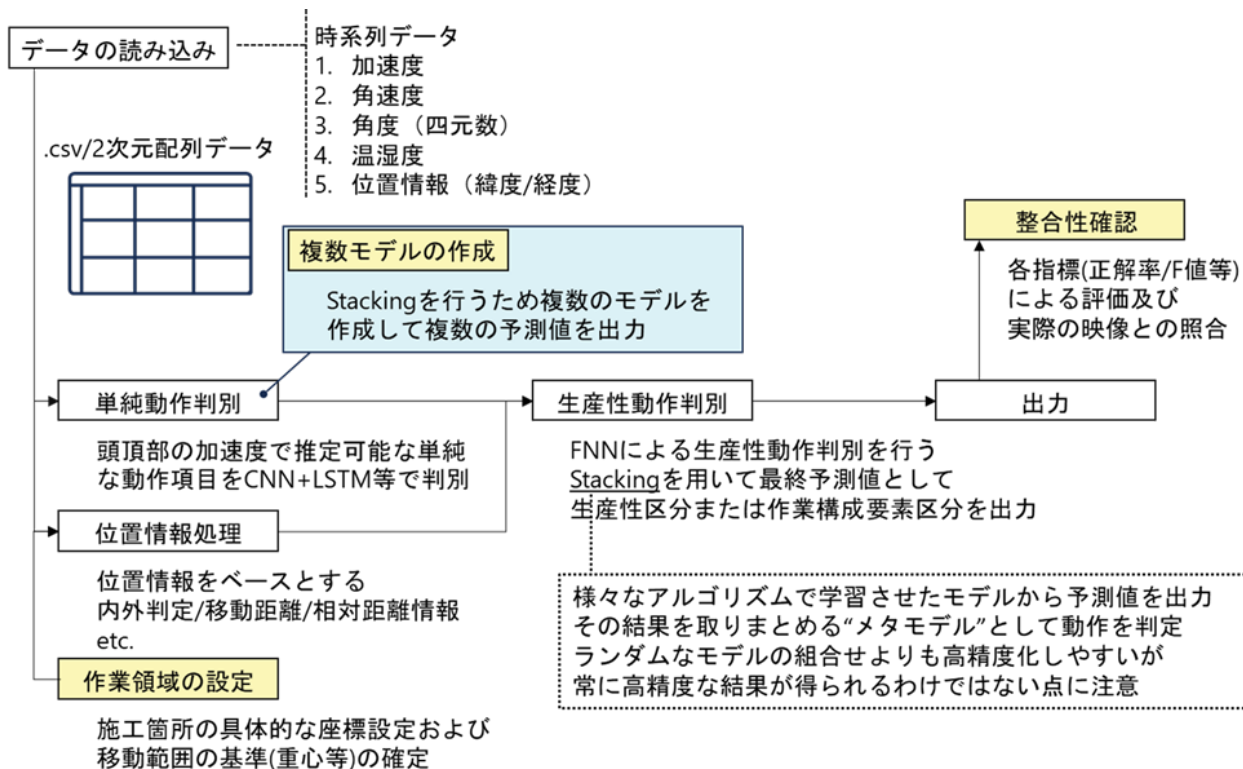 データの読み込み
時系列データ
1. 加速度
2. 角速度
3. 角度（四元数）
4. 温湿度
5. 位置情報（緯度/経度）
.csv/2次元配列データ
複数モデルの作成
Stackingを行うため複数のモデルを
作成して複数の予測値を出力
整合性確認
各指標(正解率/F値等)
による評価及び
実際の映像との照合
単純動作判別
頭頂部の加速度で推定可能な単純
な動作項目をCNN+LSTM等で判別
生産性動作判別
FNNによる生産性動作判別を行う
Stackingを用いて最終予測値として
生産性区分または作業構成要素区分を出力
出力
位置情報処理
位置情報をベースとする
内外判定/移動距離/相対距離情報
etc.
様々なアルゴリズムで学習させたモデルから予測値を出力
その結果を取りまとめる“メタモデル”として動作を判定
ランダムなモデルの組合せよりも高精度化しやすいが
常に高精度な結果が得られるわけではない点に注意
作業領域の設定
施工箇所の具体的な座標設定および
移動範囲の基準(重心等)の確定